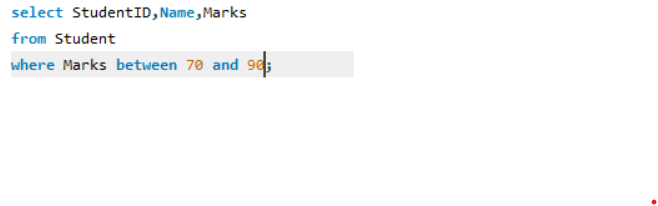 select StudentID,Name,Marks
from Student
where Marks between 70 and 90;